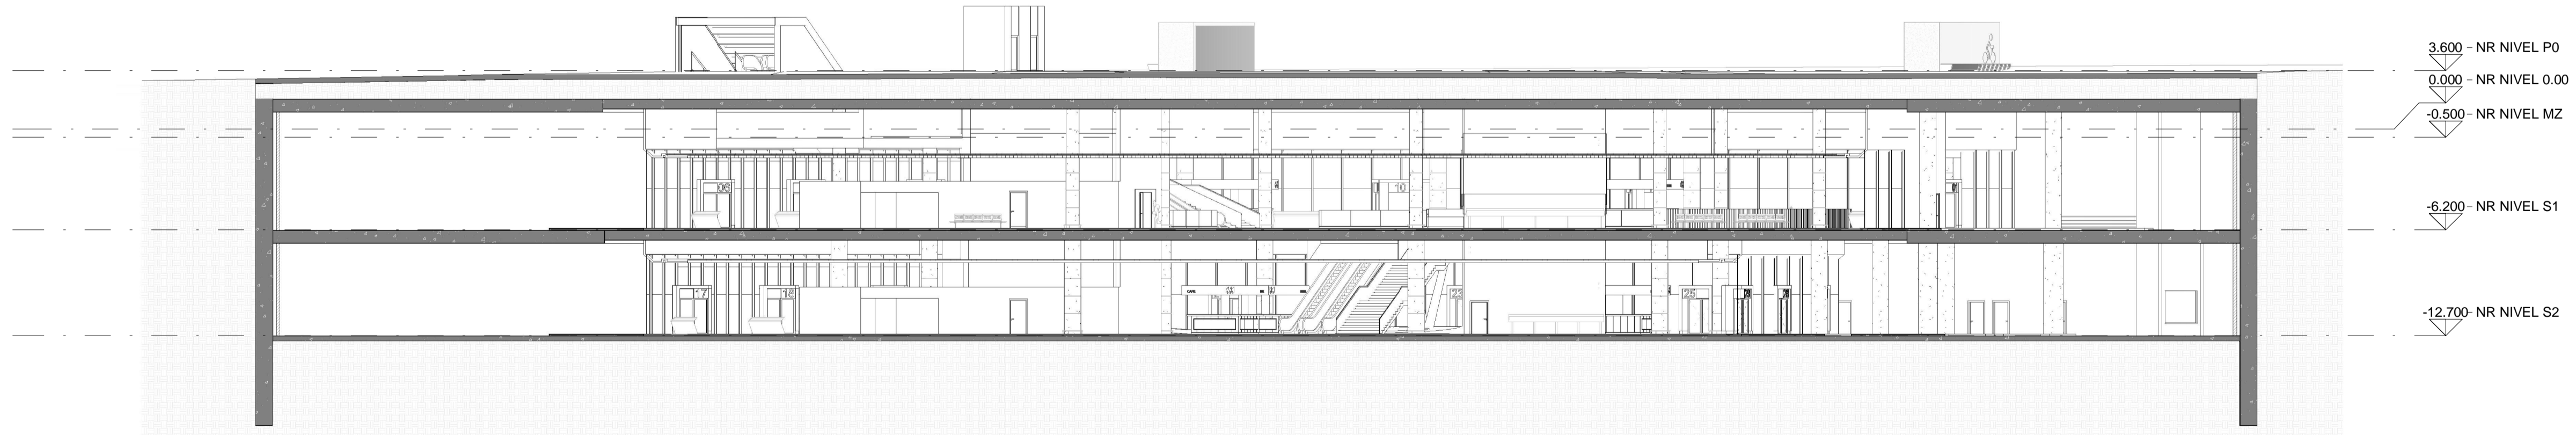 3.600 - NR NIVEL P0
0.000 - NR NIVEL 0.00
-0.500 - NR NIVEL MZ
06
10
-6.200 - NR NIVEL S1
17
18
CAFE
23
25
-12.700 - NR NIVEL S2